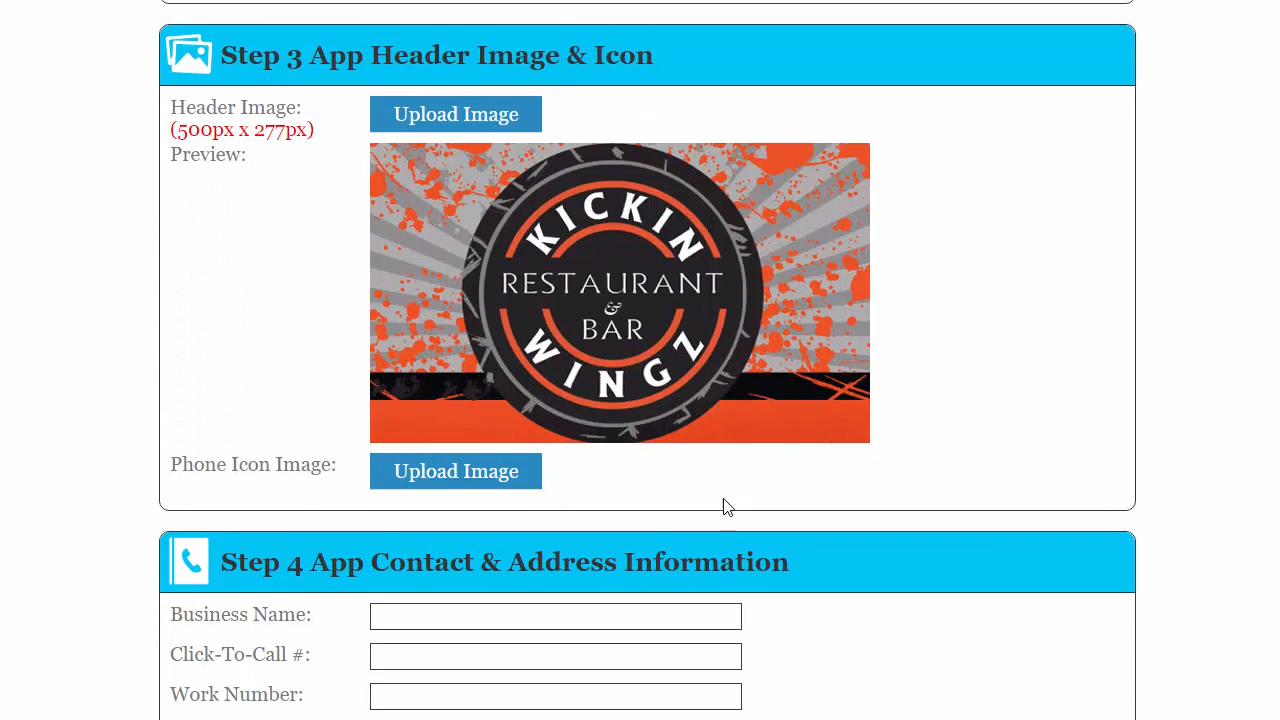 Step 3 App Header Image & Icon
Header Image:
Upload Image
(500px x 277px)
Preview:
KICKIN
RESTAURANT
&
BAR
WINGZ
Phone Icon Image:
Upload Image
Step 4 App Contact & Address Information
Business Name:
Click-To-Call #:
Work Number: